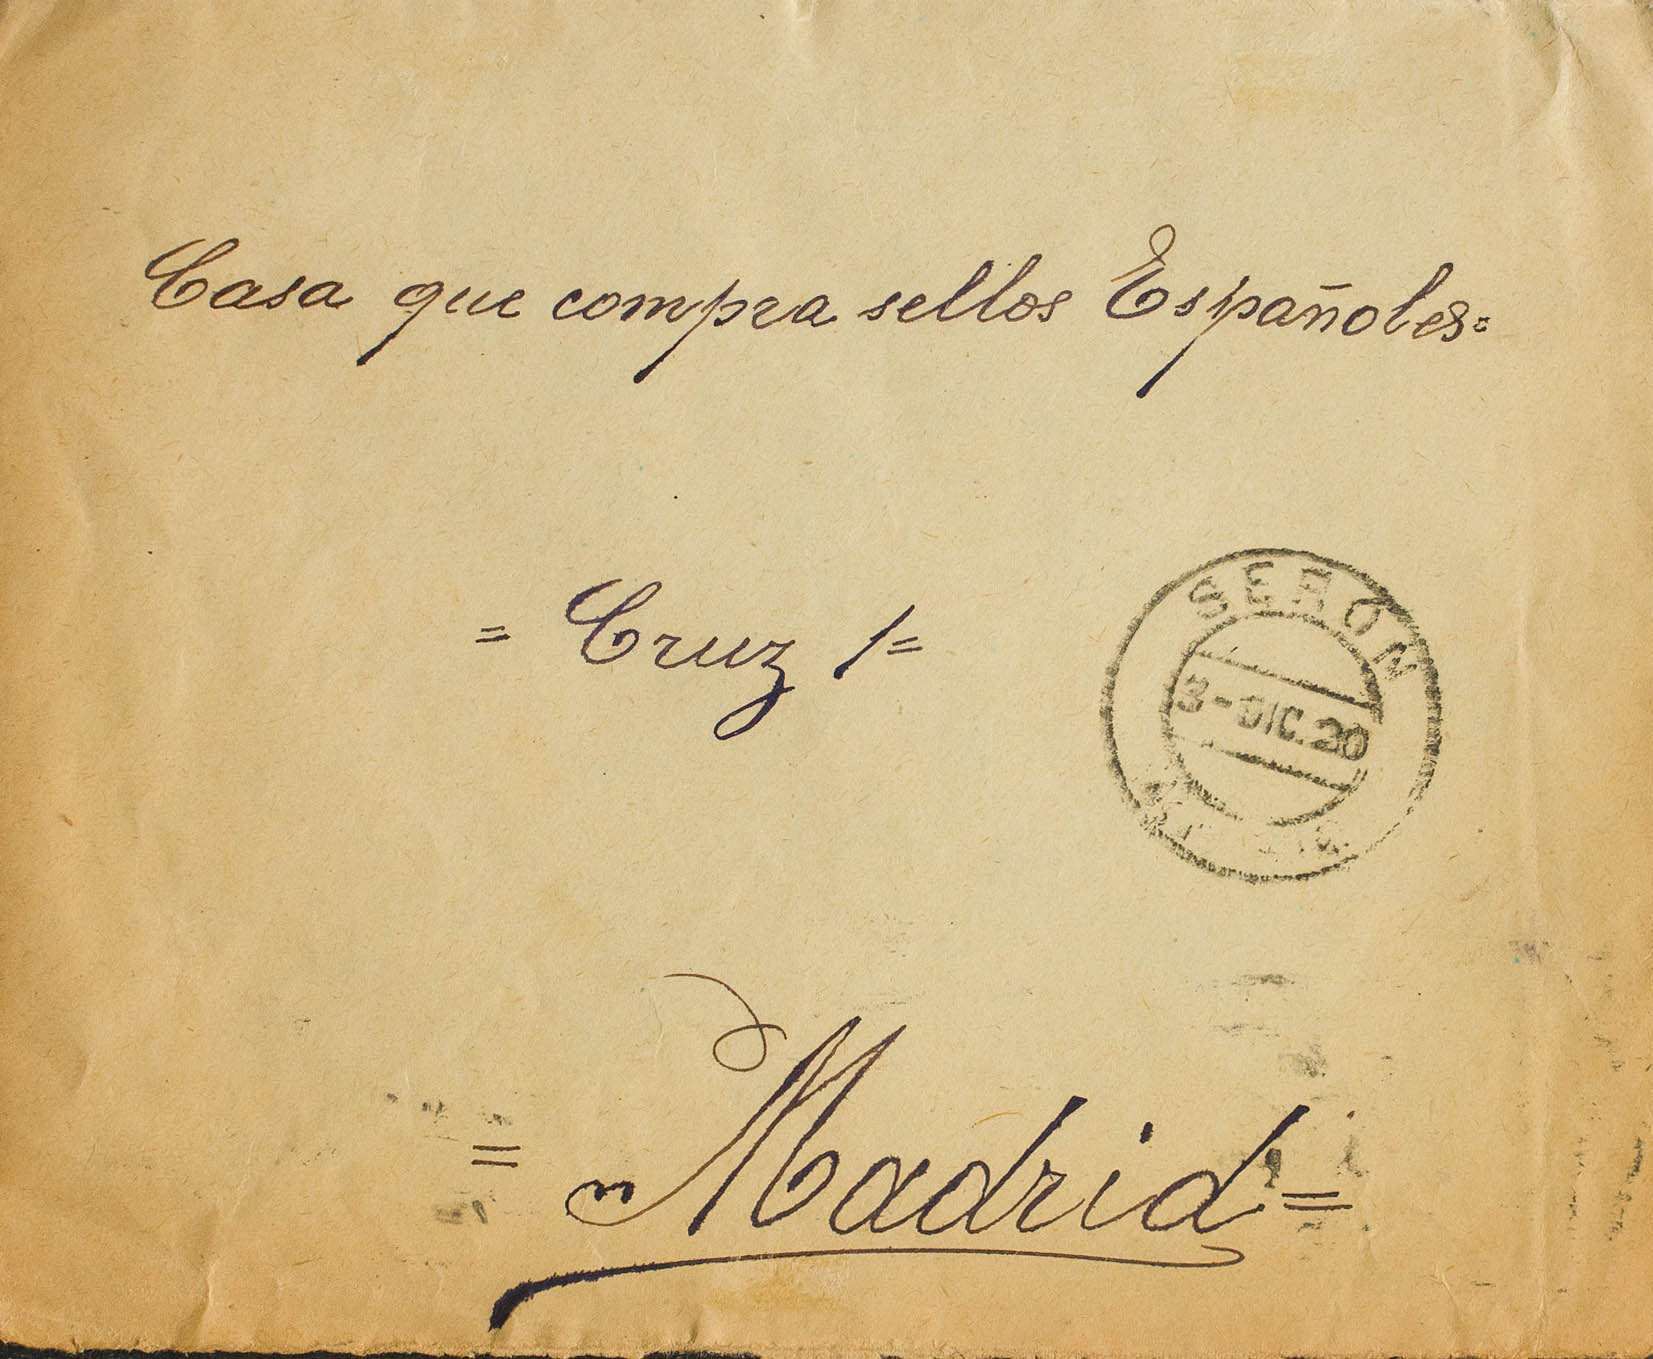 Casa que compra sellos Españoles=
= Cruz 1=
SERÓN
3-DIC.20
= Madrid =